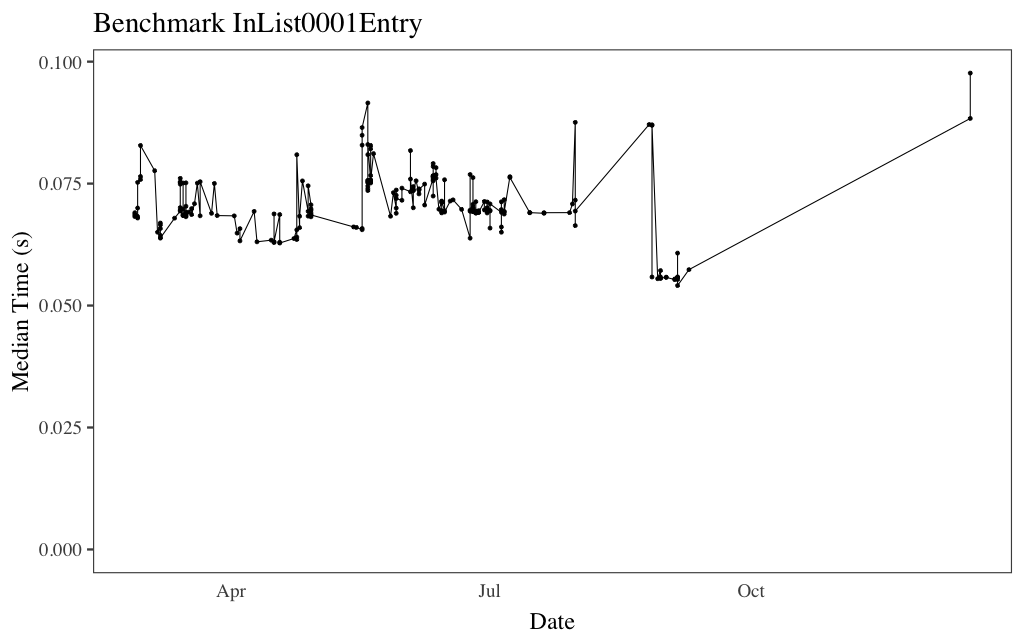 Benchmark InList0001Entry
0.100
0.075
0.050
0.025
0.000
Median Time (s)
Apr
Jul
Oct
Date